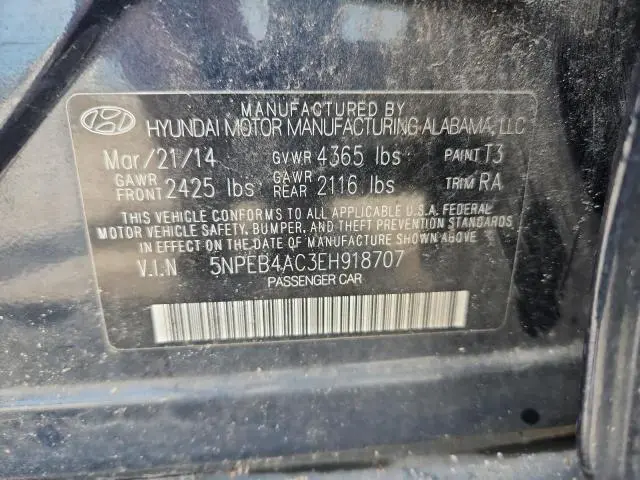 MANUFACTURED BY
HYUNDAI MOTOR MANUFACTURING ALABAMA, LLC
Mar/21/14 GVWR 4365 lbs PAINT T3
GAWR FRONT 2425 lbs GAWR REAR 2116 lbs TRIM RA
THIS VEHICLE CONFORMS TO ALL APPLICABLE U.S.A. FEDERAL
MOTOR VEHICLE SAFETY, BUMPER, AND THEFT PREVENTION STANDARDS
IN EFFECT ON THE DATE OF MANUFACTURE SHOWN ABOVE.
V.I.N 5NPEB4AC3EH918707
PASSENGER CAR